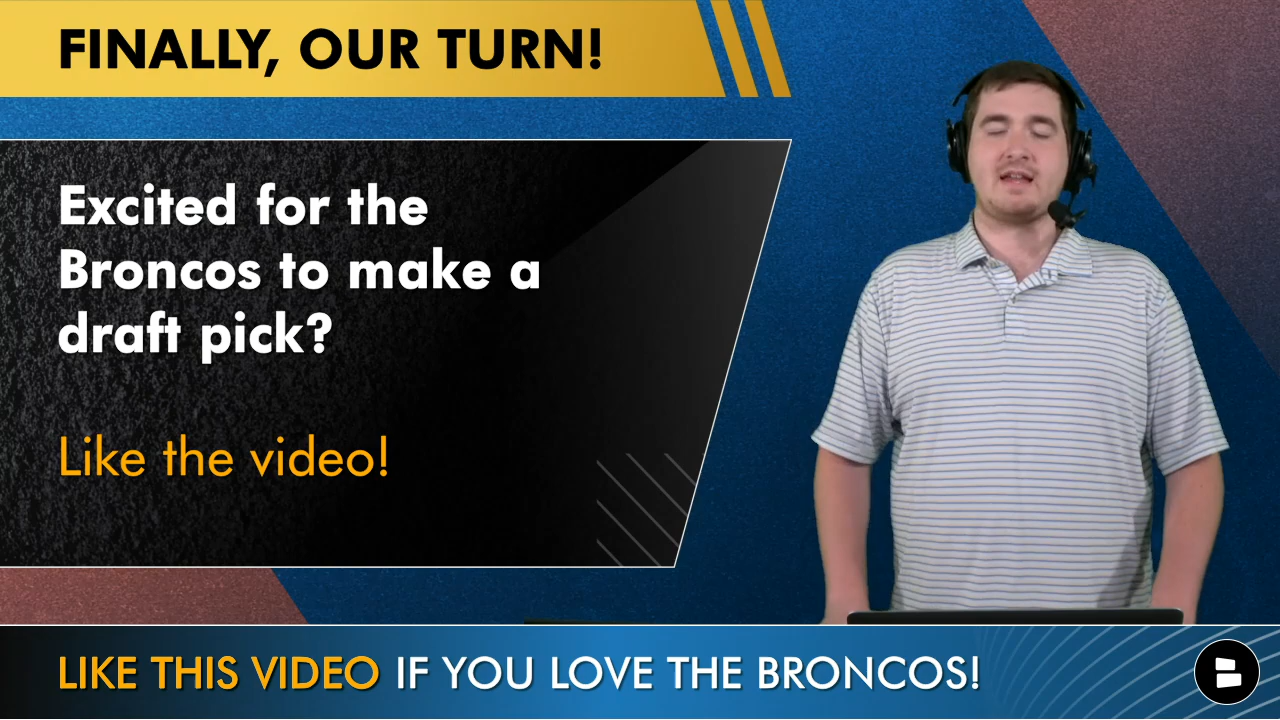 FINALLY, OUR TURN!
Excited for the
Broncos to make a
draft pick?
Like the video!
LIKE THIS VIDEO IF YOU LOVE THE BRONCOS!